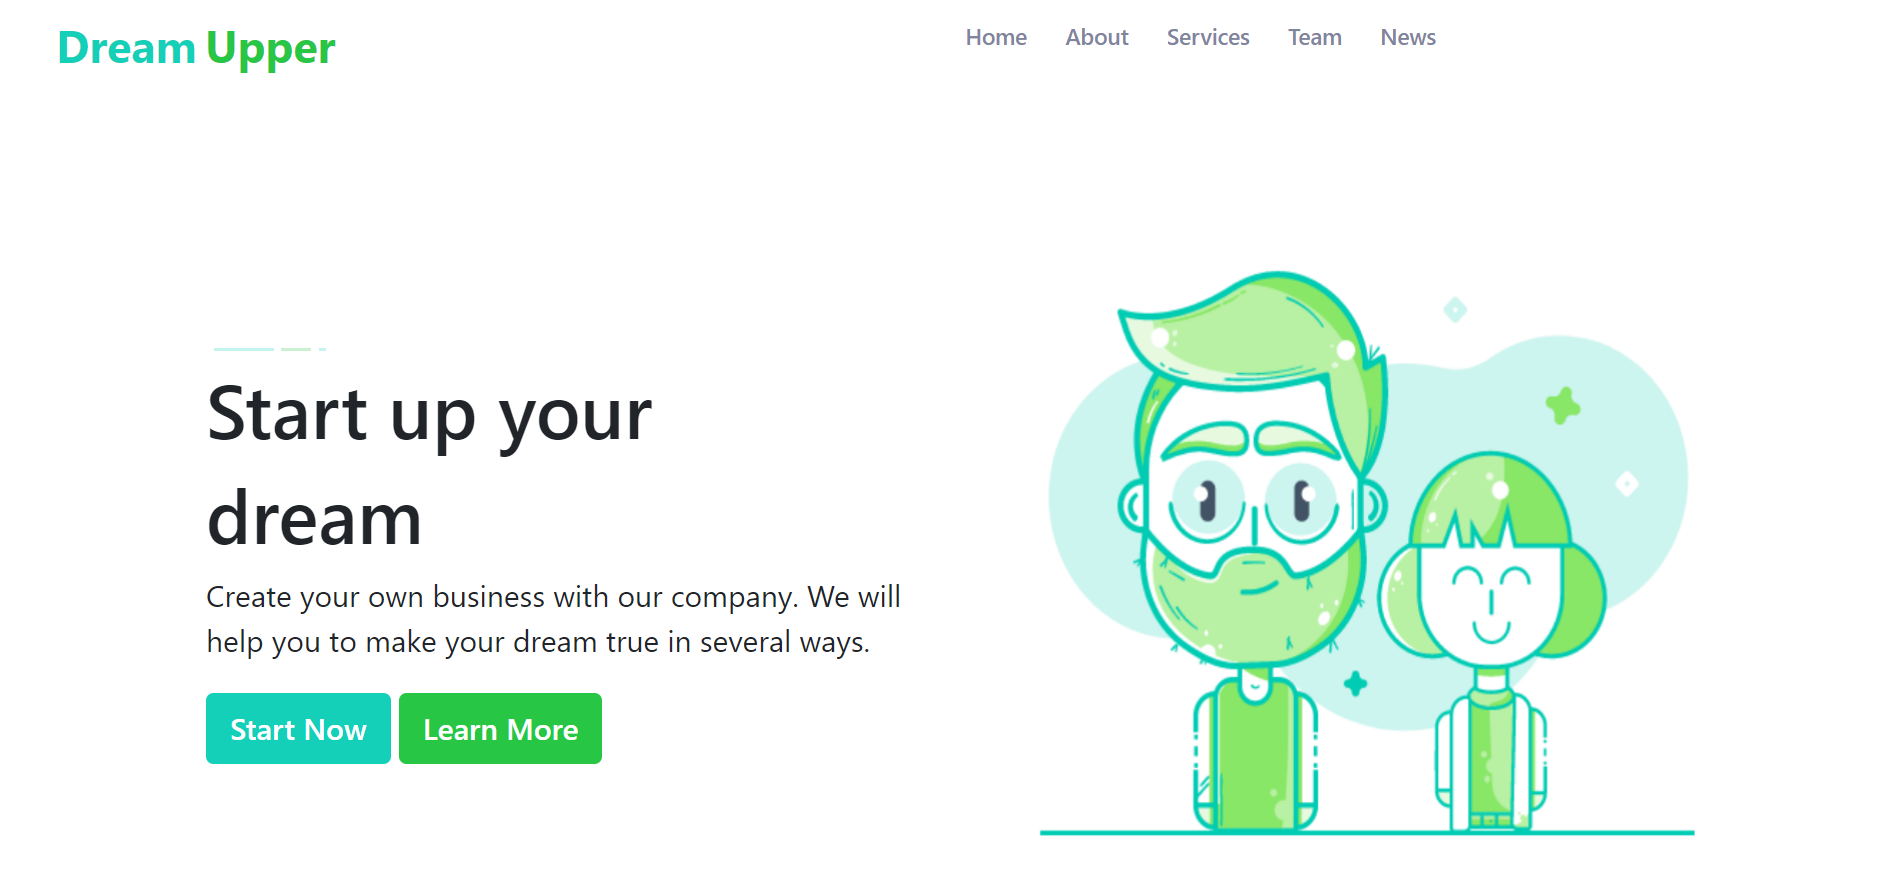 Dream Upper
Home About Services Team News
Start up your
dream
Create your own business with our company. We will
help you to make your dream true in several ways.
Start Now Learn More